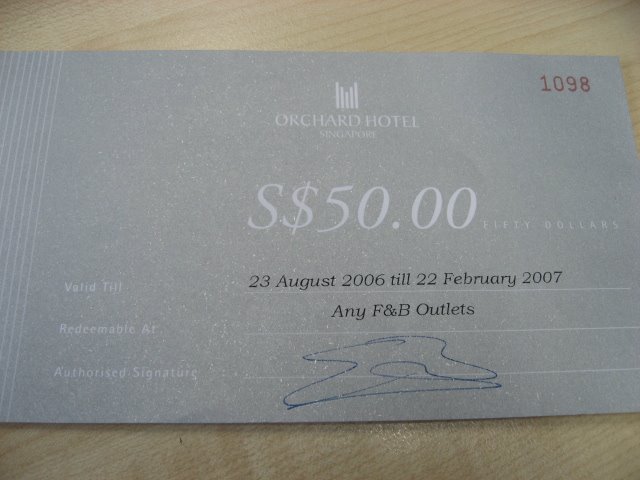 1098
ORCHARD HOTEL
SINGAPORE
S$50.00 FIFTY DOLLARS
Valid Till 23 August 2006 till 22 February 2007
Redeemable At Any F&B Outlets
Authorised Signature :